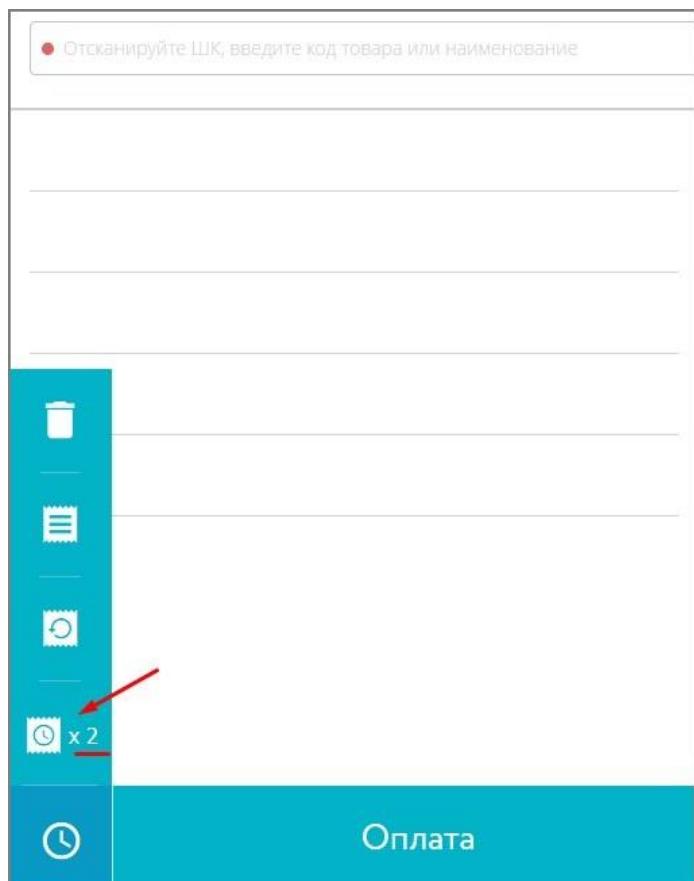 Отсканируйте ШК, введите код товара или наименование
x 2
Оплата